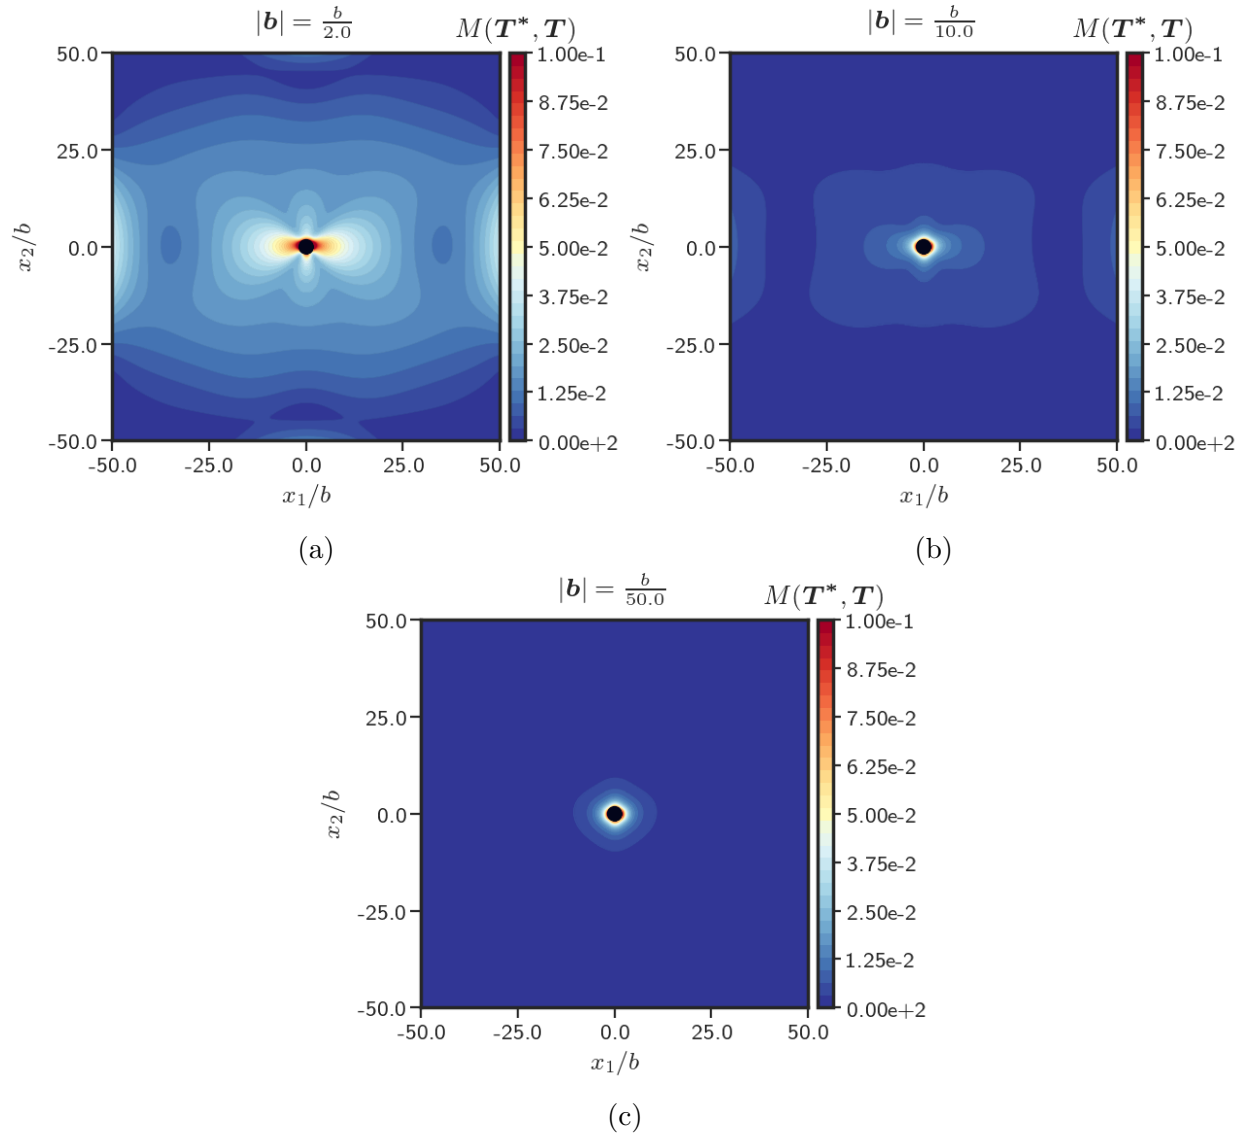 |b| = b/2.0
M(T*, T)
50.0
25.0
0.0
-25.0
-50.0
x₂/b
-50.0 -25.0 0.0 25.0 50.0
x₁/b
1.00e-1
8.75e-2
7.50e-2
6.25e-2
5.00e-2
3.75e-2
2.50e-2
1.25e-2
0.00e+2
(a)
|b| = b/10.0
M(T*, T)
50.0
25.0
0.0
-25.0
-50.0
x₂/b
-50.0 -25.0 0.0 25.0 50.0
x₁/b
1.00e-1
8.75e-2
7.50e-2
6.25e-2
5.00e-2
3.75e-2
2.50e-2
1.25e-2
0.00e+2
(b)
|b| = b/50.0
M(T*, T)
50.0
25.0
0.0
-25.0
-50.0
x₂/b
-50.0 -25.0 0.0 25.0 50.0
x₁/b
1.00e-1
8.75e-2
7.50e-2
6.25e-2
5.00e-2
3.75e-2
2.50e-2
1.25e-2
0.00e+2
(c)